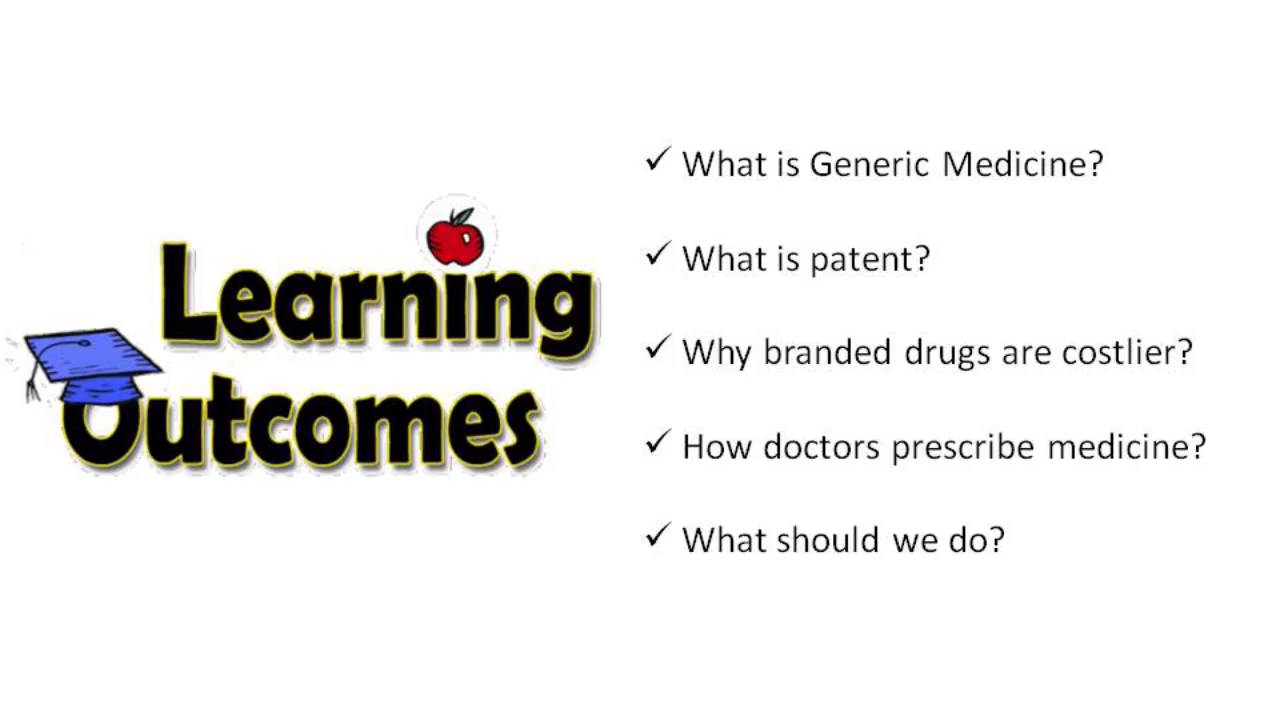 Learning
Outcomes
✓ What is Generic Medicine?
✓ What is patent?
✓ Why branded drugs are costlier?
✓ How doctors prescribe medicine?
✓ What should we do?